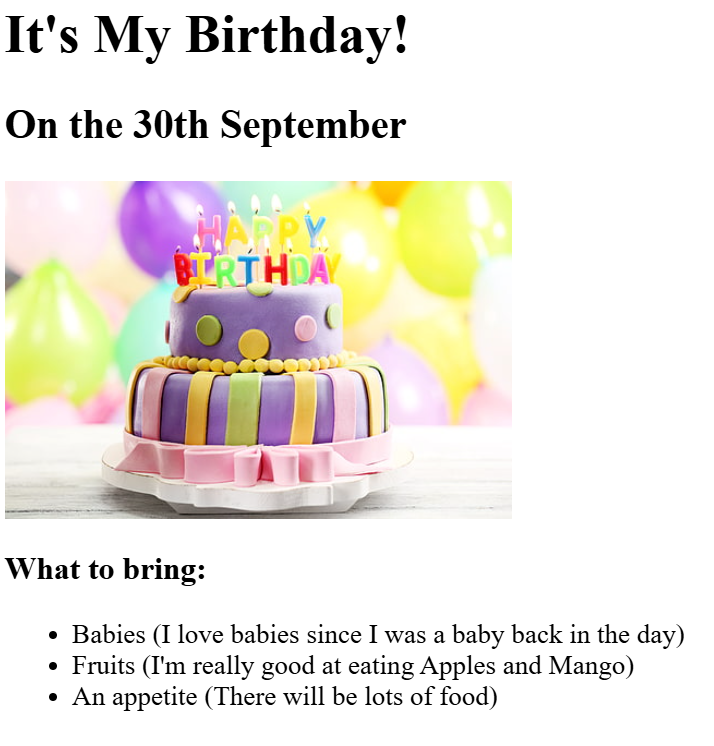 It's My Birthday!
On the 30th September
HAPPY
BIRTHDAY
What to bring:
Babies (I love babies since I was a baby back in the day)
Fruits (I'm really good at eating Apples and Mango)
An appetite (There will be lots of food)